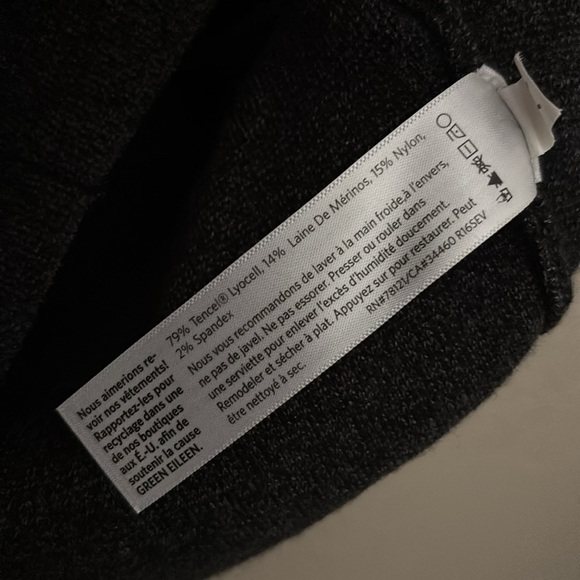 79% Tencel® Lyocell, 14% Laine De Mérinos, 15% Nylon,
2% Spandex
Nous vous recommandons de laver à la main froide.à l'envers,
ne pas de javel. Ne pas essorer. Presser ou rouler dans
une serviette pour enlever l'excès d'humidité doucement.
Remodeler et sécher à plat. Appuyez sur pour restaurer. Peut
être nettoyé à sec.
RN#7812V/CA#34460 R16SEV
Nous aimerions re-
voir nos vêtements!
Rapportez-les pour
recyclage dans une
de nos boutiques
aux É.-U. afin de
soutenir la cause
GREEN EILEEN.